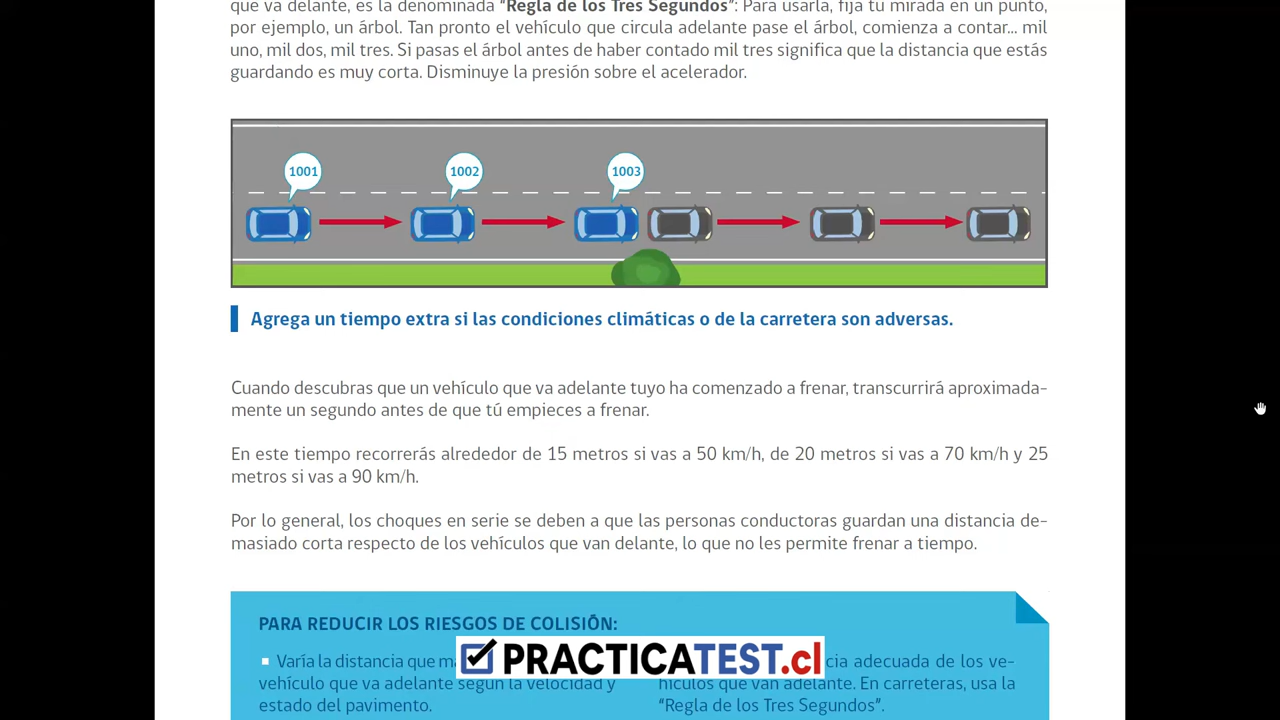 que va delante, es la denominada “Regla de los Tres Segundos”: Para usarla, fija tu mirada en un punto,
por ejemplo, un árbol. Tan pronto el vehículo que circula adelante pase el árbol, comienza a contar... mil
uno, mil dos, mil tres. Si pasas el árbol antes de haber contado mil tres significa que la distancia que estás
guardando es muy corta. Disminuye la presión sobre el acelerador.
1001 1002 1003
Agrega un tiempo extra si las condiciones climáticas o de la carretera son adversas.
Cuando descubras que un vehículo que va adelante tuyo ha comenzado a frenar, transcurrirá aproximada-
mente un segundo antes de que tú empieces a frenar.
En este tiempo recorrerás alrededor de 15 metros si vas a 50 km/h, de 20 metros si vas a 70 km/h y 25
metros si vas a 90 km/h.
Por lo general, los choques en serie se deben a que las personas conductoras guardan una distancia de-
masiado corta respecto de los vehículos que van delante, lo que no les permite frenar a tiempo.
PARA REDUCIR LOS RIESGOS DE COLISIÓN:
Varía la distancia que
vehículo que va adelante según la velocidad y
estado del pavimento.
adecuada de los ve-
hículos que van adelante. En carreteras, usa la
“Regla de los Tres Segundos”.
PRACTICATEST.cl